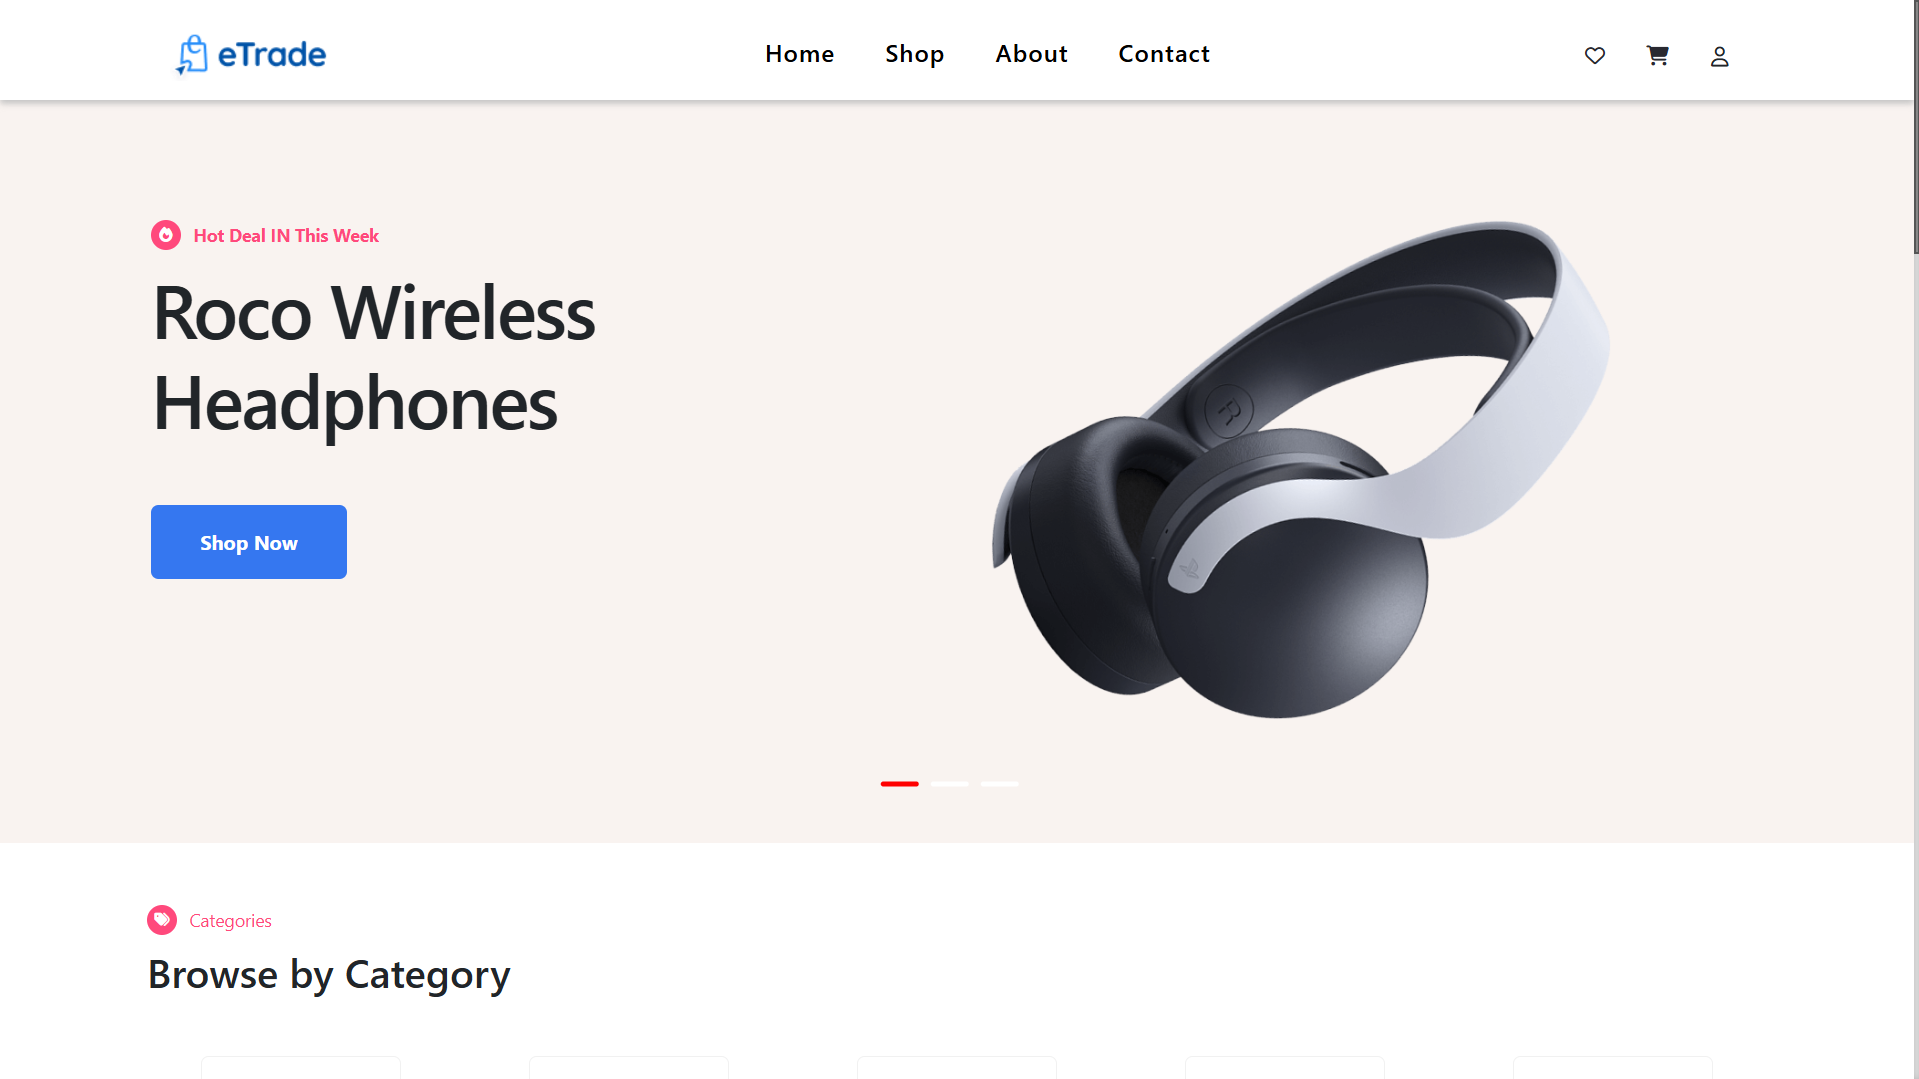 eTrade
Home Shop About Contact
Hot Deal IN This Week
Roco Wireless
Headphones
R
Shop Now
Categories
Browse by Category